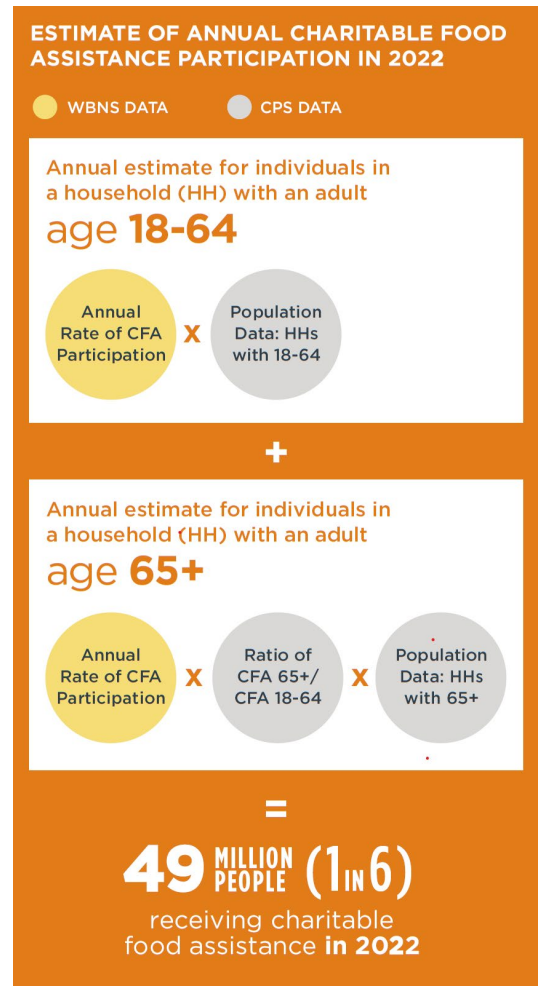 ESTIMATE OF ANNUAL CHARITABLE FOOD
ASSISTANCE PARTICIPATION IN 2022
WBNS DATA CPS DATA
Annual estimate for individuals in
a household (HH) with an adult
age 18-64
Annual
Rate of CFA
Participation
X
Population
Data: HHs
with 18-64
+
Annual estimate for individuals in
a household (HH) with an adult
age 65+
Annual
Rate of CFA
Participation
X
Ratio of
CFA 65+/
CFA 18-64
X
Population
Data: HHs
with 65+
=
49 MILLION PEOPLE (1 IN 6)
receiving charitable
food assistance in 2022